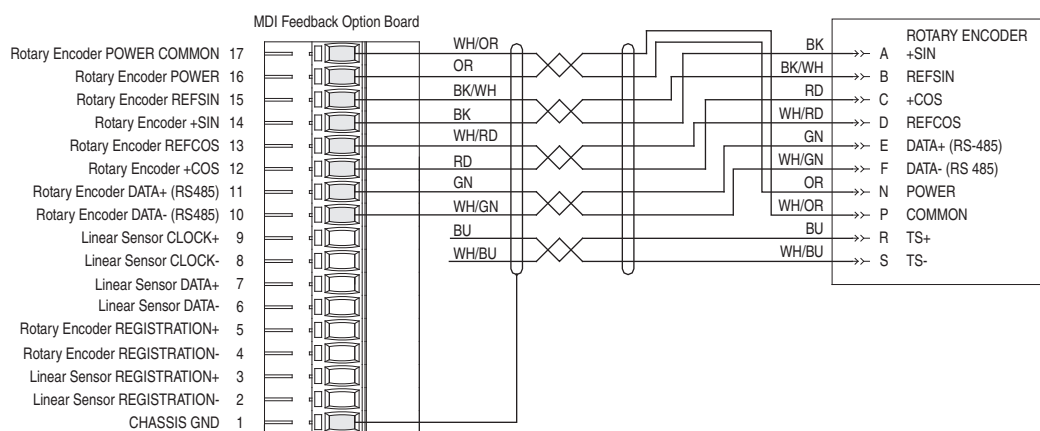 MDI Feedback Option Board
Rotary Encoder POWER COMMON 17
Rotary Encoder POWER 16
Rotary Encoder REFSIN 15
Rotary Encoder +SIN 14
Rotary Encoder REFCOS 13
Rotary Encoder +COS 12
Rotary Encoder DATA+ (RS485) 11
Rotary Encoder DATA- (RS485) 10
Linear Sensor CLOCK+ 9
Linear Sensor CLOCK- 8
Linear Sensor DATA+ 7
Linear Sensor DATA- 6
Rotary Encoder REGISTRATION+ 5
Rotary Encoder REGISTRATION- 4
Linear Sensor REGISTRATION+ 3
Linear Sensor REGISTRATION- 2
CHASSIS GND 1
WH/OR
OR
BK/WH
BK
WH/RD
RD
GN
WH/GN
BU
WH/BU
BK
BK/WH
RD
WH/RD
GN
WH/GN
OR
WH/OR
BU
WH/BU
ROTARY ENCODER
A +SIN
B REFSIN
C +COS
D REFCOS
E DATA+ (RS-485)
F DATA- (RS 485)
N POWER
P COMMON
R TS+
S TS-